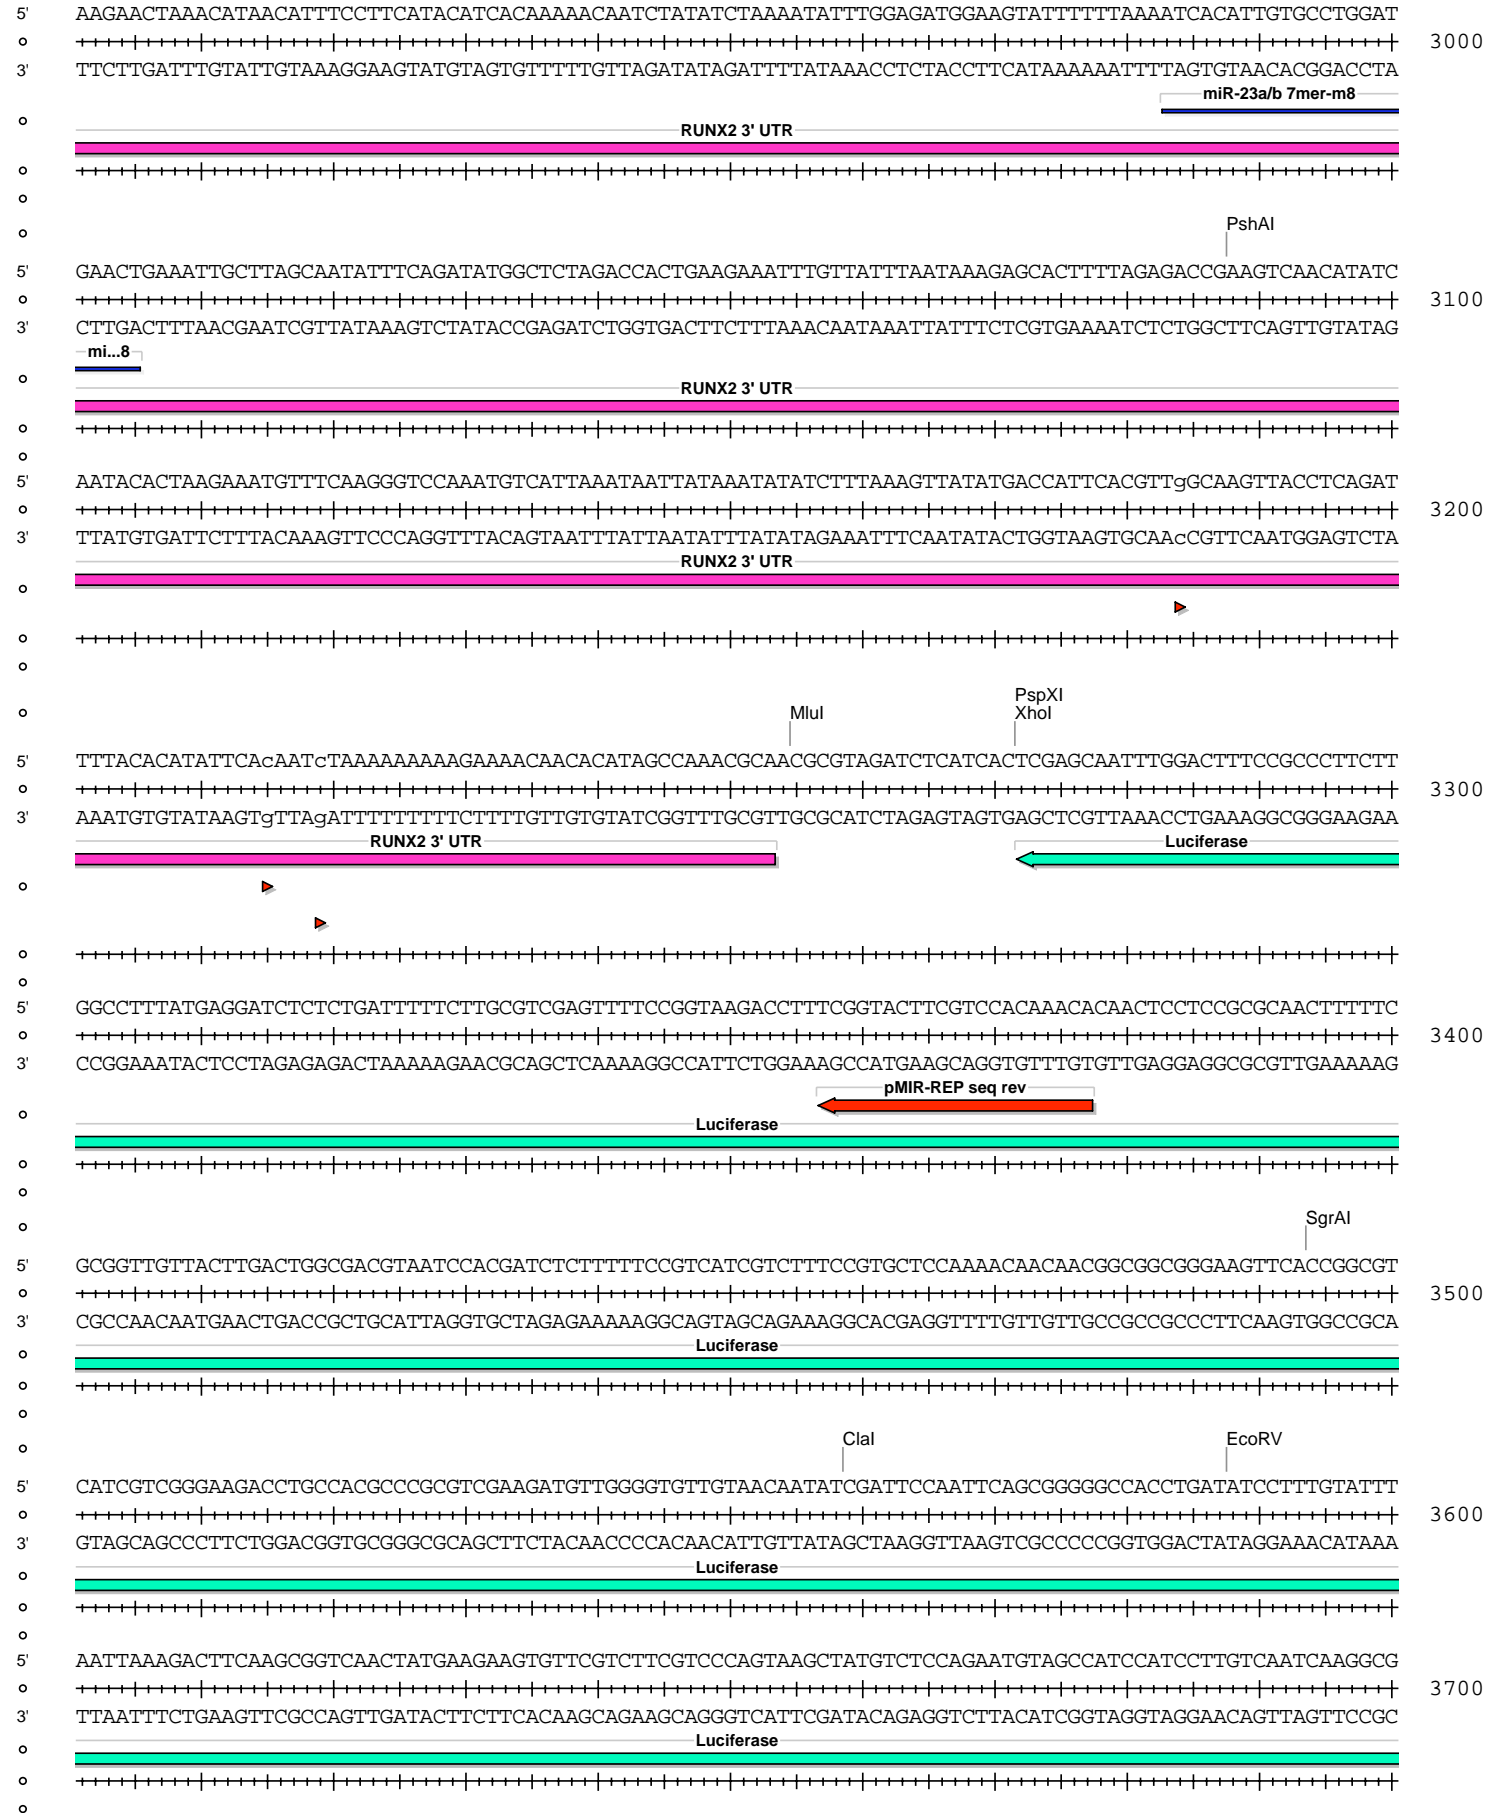 5' AAGAACTAAACATAACATTTCCTTCATACATCACAAAAACAATCTATATCTAAAATATTTGGAGATGGAAGTATTTTTTAAAATCACATTGTGCCTGGAT
3000
3' TTCTTGATTTGTATTGTAAAGGAAGTATGTAGTGTTTTTGTTAGATATAGATTTTATAAACCTCTACCTTCATAAAAAATTTTAGTGTAACACGGACCTA
miR-23a/b 7mer-m8
RUNX2 3' UTR
PshAI
5' GAACTGAAATTGCTTAGCAATATTTCAGATATGGCTCTAGACCACTGAAGAAATTTGTTATTTAATAAAGAGCACTTTTAGAGACCGAAGTCAACATATC
3100
3' CTTGACTTTAACGAATCGTTATAAAGTCTATACCGAGATCTGGTGACTTCTTTAAACAATAAATTATTTCTCGTGAAAATCTCTGGCTTCAGTTGTATAG
mi...8
RUNX2 3' UTR
5' AATACACTAAGAAATGTTTCAAGGGTCCAAATGTCATTAAATAATTATAAATATATCTTTAAAGTTATATGACCATTCACGTTgGCAAGTTACCTCAGAT
3200
3' TTATGTGATTCTTTACAAAGTTCCCAGGTTTACAGTAATTTATTAATATTTATATAGAAATTTCAATATACTGGTAAGTGCAAcCGTTCAATGGAGTCTA
RUNX2 3' UTR
PspXI
MluI XhoI
5' TTTACACATATTCAcAATcTAAAAAAAAAGAAAACAACACATAGCCAAACGCAACGCGTAGATCTCATCACTCGAGCAATTTGGACTTTCCGCCCTTCTT
3300
3' AAATGTGTATAAGTgTTAgATTTTTTTTTCTTTTGTTGTGTATCGGTTTGCGTTGCGCATCTAGAGTAGTGAGCTCGTTAAACCTGAAAGGCGGGAAGAA
RUNX2 3' UTR Luciferase
5' GGCCTTTATGAGGATCTCTCTGATTTTTCTTGCGTCGAGTTTTCCGGTAAGACCTTTCGGTACTTCGTCCACAAACACAACTCCTCCGCGCAACTTTTTC
3400
3' CCGGAAATACTCCTAGAGAGACTAAAAAGAACGCAGCTCAAAAGGCCATTCTGGAAAGCCATGAAGCAGGTGTTTGTGTTGAGGAGGCGCGTTGAAAAAG
pMIR-REP seq rev
Luciferase
SgrAI
5' GCGGTTGTTACTTGACTGGCGACGTAATCCACGATCTCTTTTTCCGTCATCGTCTTTCCGTGCTCCAAAACAACAACGGCGGCGGGAAGTTCACCGGCGT
3500
3' CGCCAACAATGAACTGACCGCTGCATTAGGTGCTAGAGAAAAAGGCAGTAGCAGAAAGGCACGAGGTTTTGTTGTTGCCGCCGCCCTTCAAGTGGCCGCA
Luciferase
ClaI EcoRV
5' CATCGTCGGGAAGACCTGCCACGCCCGCGTCGAAGATGTTGGGGTGTTGTAACAATATCGATTCCAATTCAGCGGGGGCCACCTGATATCCTTTGTATTT
3600
3' GTAGCAGCCCTTCTGGACGGTGCGGGCGCAGCTTCTACAACCCCACAACATTGTTATAGCTAAGGTTAAGTCGCCCCCGGTGGACTATAGGAAACATAAA
Luciferase
5' AATTAAAGACTTCAAGCGGTCAACTATGAAGAAGTGTTCGTCTTCGTCCCAGTAAGCTATGTCTCCAGAATGTAGCCATCCATCCTTGTCAATCAAGGCG
3700
3' TTAATTTCTGAAGTTCGCCAGTTGATACTTCTTCACAAGCAGAAGCAGGGTCATTCGATACAGAGGTCTTACATCGGTAGGTAGGAACAGTTAGTTCCGC
Luciferase